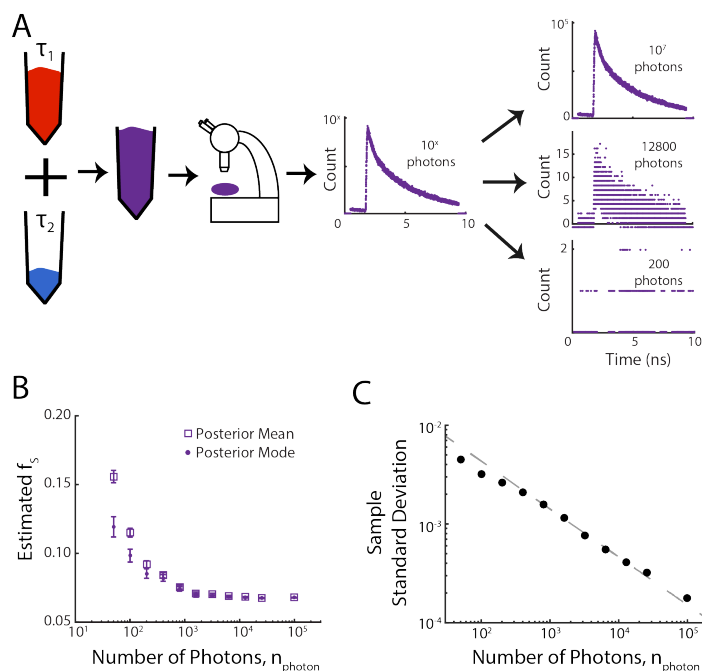 A
τ1
τ2
10^x
Count
10^x
photons
0
5
10
10^5
Count
0
10^7
photons
15
10
5
0
Count
12800
photons
2
Count
200
photons
0
5
10
Time (ns)
B
0.20
0.15
0.10
0.05
Estimated fS
Posterior Mean
Posterior Mode
10^1
10^2
10^3
10^4
10^5
Number of Photons, nphoton
C
10^-2
10^-3
10^-4
Sample
Standard Deviation
10^2
10^3
10^4
10^5
Number of Photons, nphoton